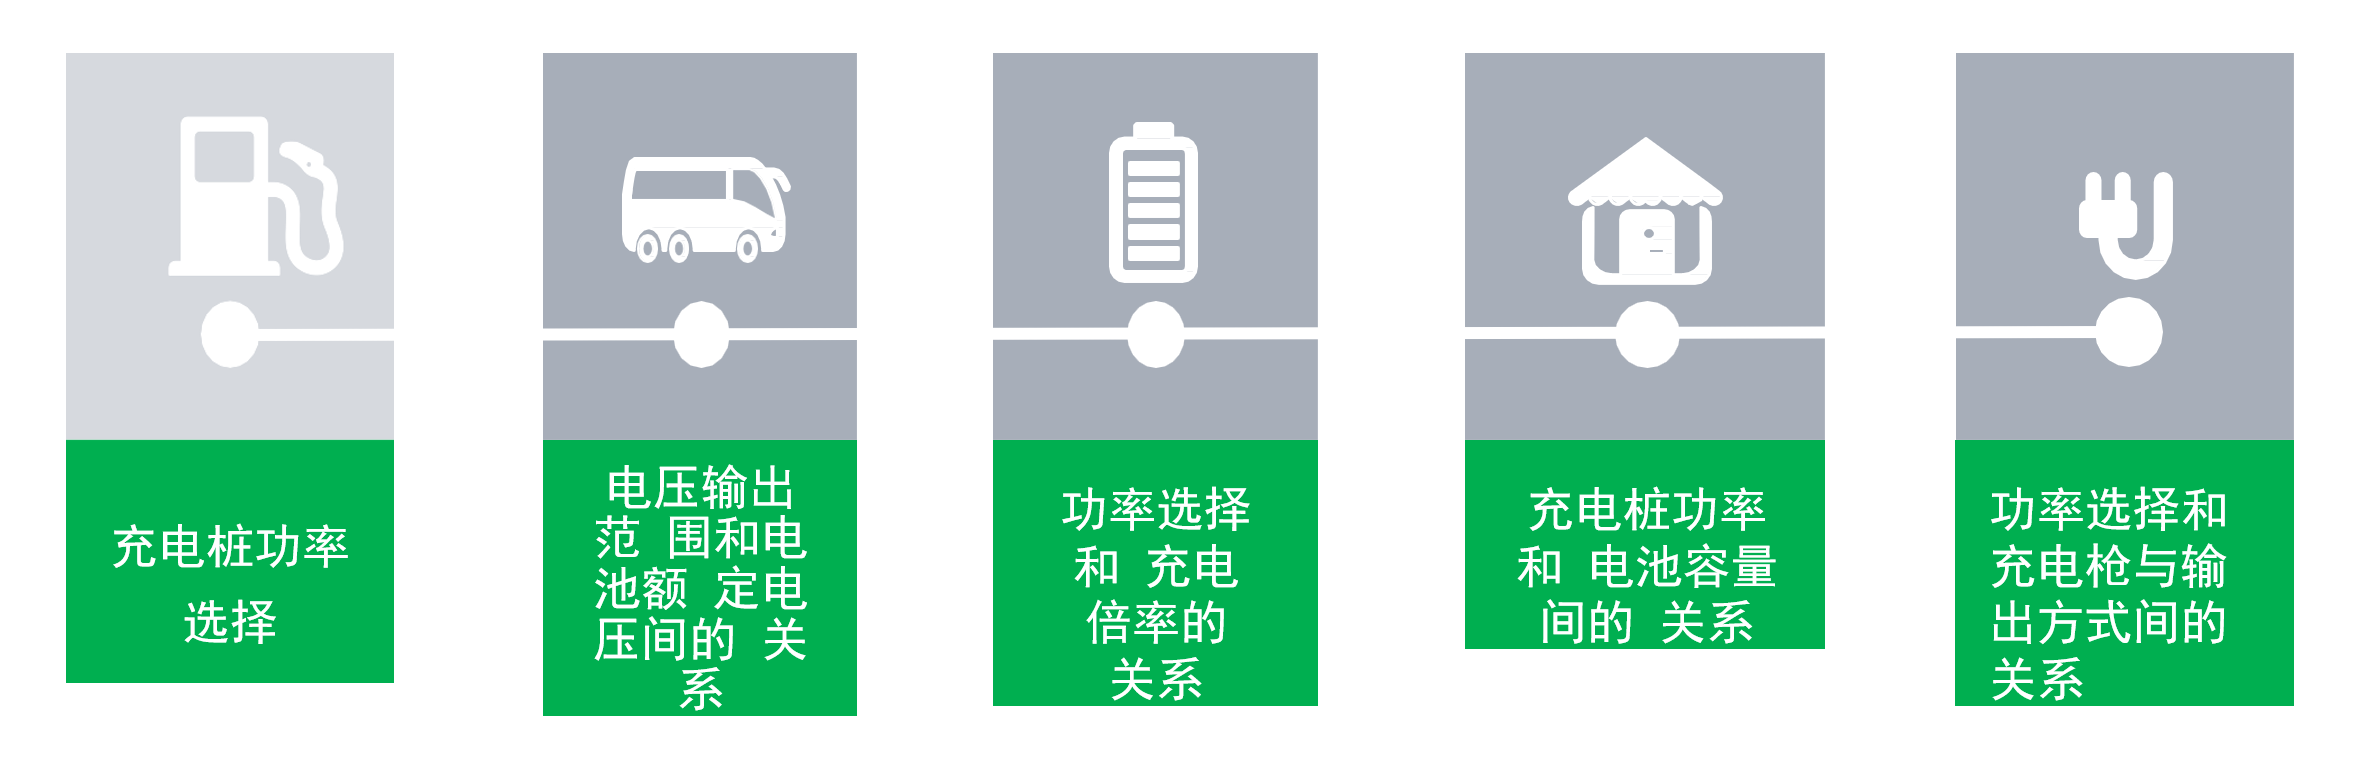 充电桩功率
选择
电压输出
范 围和电
池额 定电
压间的 关
系
功率选择
和 充电
倍率的
关系
充电桩功率
和 电池容量
间的 关系
功率选择和
充电枪与输
出方式间的
关系